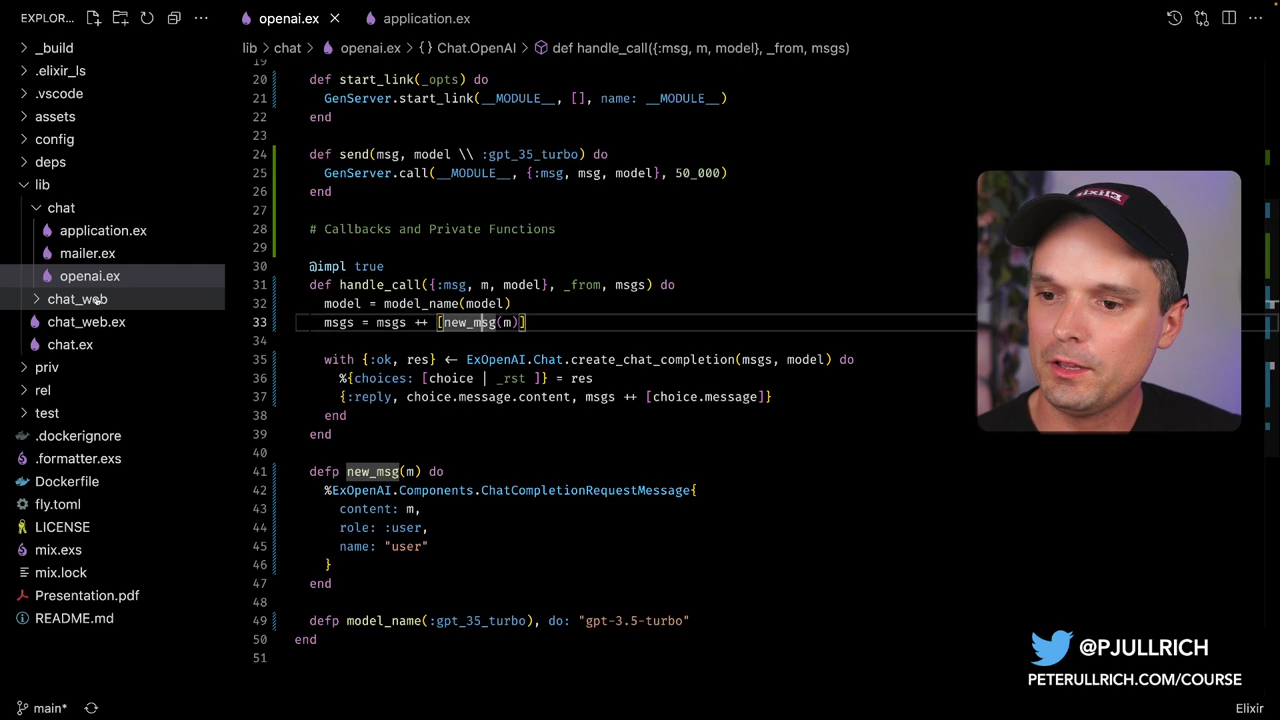 EXPLOR...
openai.ex
application.ex
_build
.elixir_ls
.vscode
assets
config
deps
lib
chat
application.ex
mailer.ex
openai.ex
chat_web
chat_web.ex
chat.ex
priv
rel
test
.dockerignore
.formatter.exs
Dockerfile
fly.toml
LICENSE
mix.exs
mix.lock
Presentation.pdf
README.md
lib > chat > openai.ex > {} Chat.OpenAI > def handle_call({:msg, m, model}, _from, msgs)
19
20 def start_link(_opts) do
21 GenServer.start_link(__MODULE__, [], name: __MODULE__)
22 end
23
24 def send(msg, model \\ :gpt_35_turbo) do
25 GenServer.call(__MODULE__, {:msg, msg, model}, 50_000)
26 end
27
28 # Callbacks and Private Functions
29
30 @impl true
31 def handle_call({:msg, m, model}, _from, msgs) do
32 model = model_name(model)
33 msgs = msgs ++ [new_msg(m)]
34
35 with {:ok, res} <- ExOpenAI.Chat.create_chat_completion(msgs, model) do
36 %{choices: [choice | _rst ]} = res
37 {:reply, choice.message.content, msgs ++ [choice.message]}
38 end
39 end
40
41 defp new_msg(m) do
42 %ExOpenAI.Components.ChatCompletionRequestMessage{
43 content: m,
44 role: :user,
45 name: "user"
46 }
47 end
48
49 defp model_name(:gpt_35_turbo), do: "gpt-3.5-turbo"
50 end
51
@PJULLRICH
PETERULLRICH.COM/COURSE
main*
Elixir